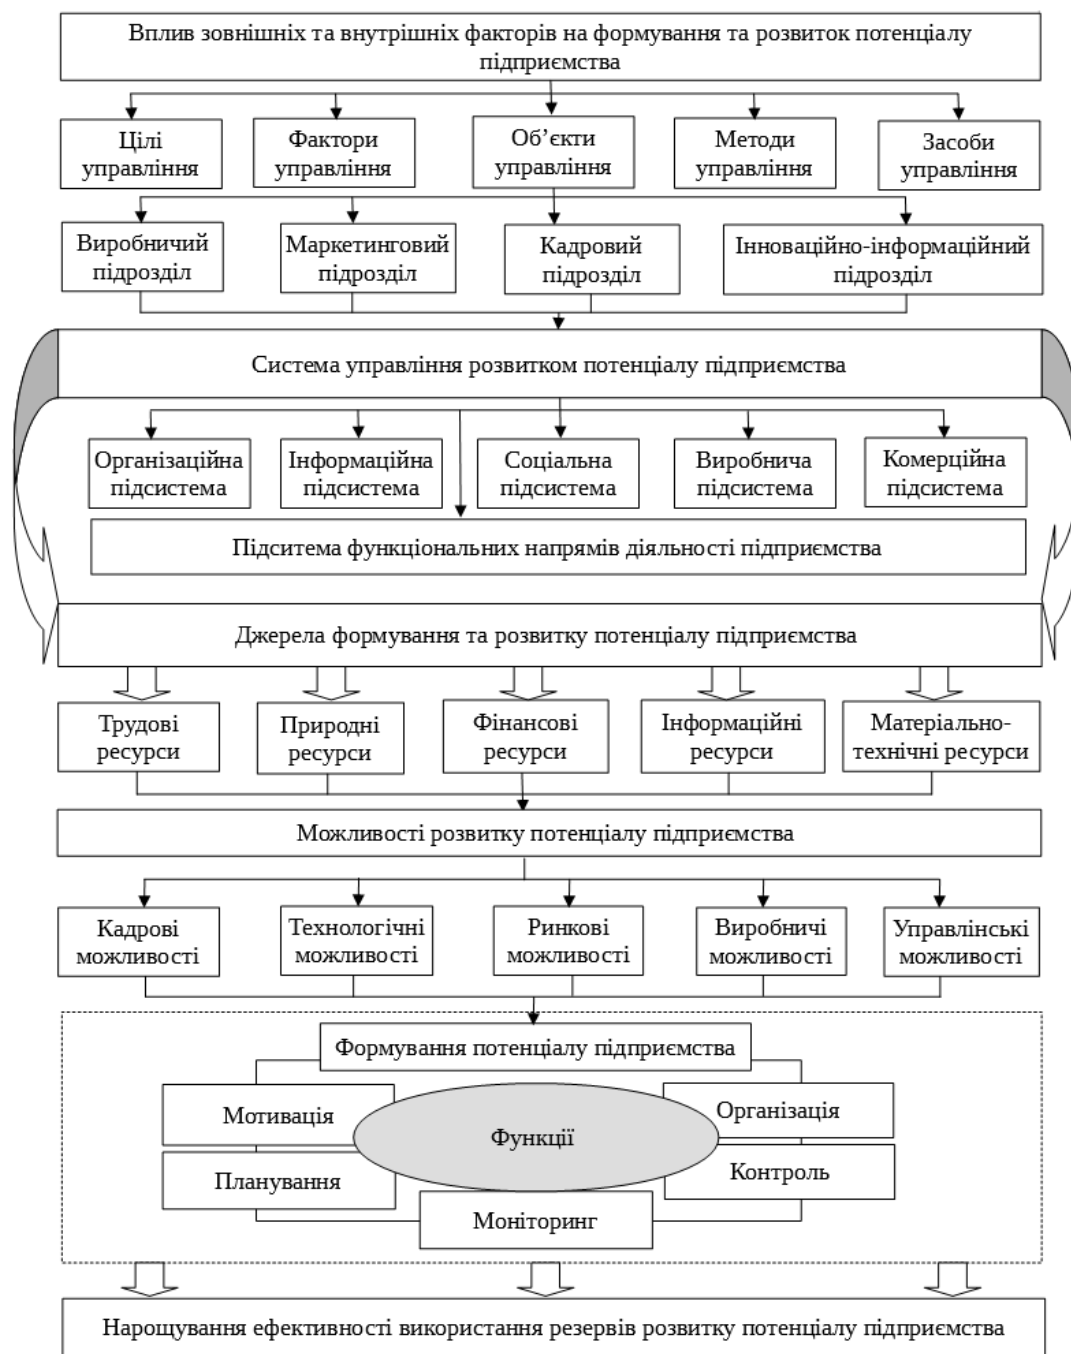 Вплив зовнішніх та внутрішніх факторів на формування та розвиток потенціалу
підприємства
Цілі
управління
Фактори
управління
Об’єкти
управління
Методи
управління
Засоби
управління
Виробничий
підрозділ
Маркетинговий
підрозділ
Кадровий
підрозділ
Інноваційно-інформаційний
підрозділ
Система управління розвитком потенціалу підприємства
Організаційна
підсистема
Інформаційна
підсистема
Соціальна
підсистема
Виробнича
підсистема
Комерційна
підсистема
Підситема функціональних напрямів діяльності підприємства
Джерела формування та розвитку потенціалу підприємства
Трудові
ресурси
Природні
ресурси
Фінансові
ресурси
Інформаційні
ресурси
Матеріально-
технічні ресурси
Можливості розвитку потенціалу підприємства
Кадрові
можливості
Технологічні
можливості
Ринкові
можливості
Виробничі
можливості
Управлінські
можливості
Формування потенціалу підприємства
Мотивація
Організація
Функції
Планування
Контроль
Моніторинг
Нарощування ефективності використання резервів розвитку потенціалу підприємства